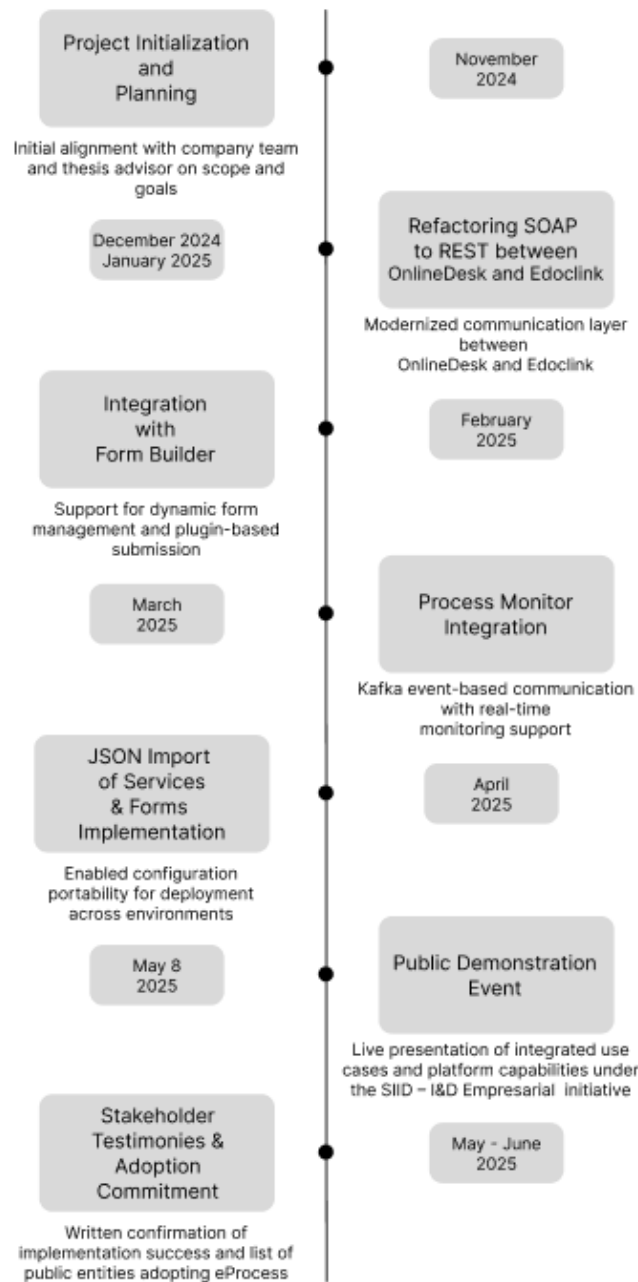 Project Initialization
and
Planning
November
2024
Initial alignment with company team
and thesis advisor on scope and
goals
December 2024
January 2025
Refactoring SOAP
to REST between
OnlineDesk and Edoclink
Modernized communication layer
between
OnlineDesk and Edoclink
Integration
with
Form Builder
February
2025
Support for dynamic form
management and plugin-based
submission
March
2025
Process Monitor
Integration
Kafka event-based communication
with real-time
monitoring support
JSON Import
of Services
& Forms
Implementation
April
2025
Enabled configuration
portability for deployment
across environments
May 8
2025
Public Demonstration
Event
Live presentation of integrated use
cases and platform capabilities under
the SIID – I&D Empresarial initiative
Stakeholder
Testimonies &
Adoption
Commitment
May - June
2025
Written confirmation of
implementation success and list of
public entities adopting eProcess